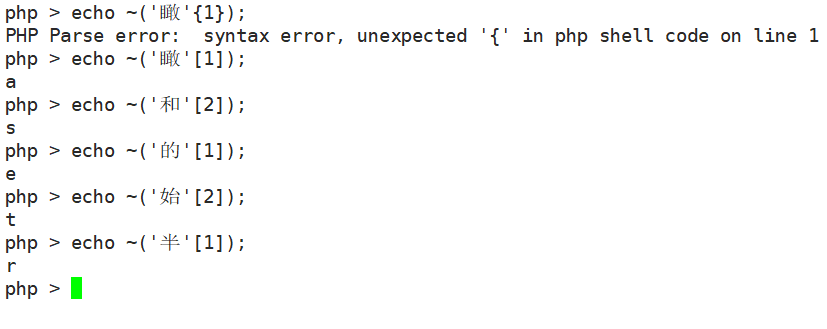 php > echo ~('瞰'{1});
PHP Parse error:  syntax error, unexpected '{' in php shell code on line 1
php > echo ~('瞰'[1]);
a
php > echo ~('和'[2]);
s
php > echo ~('的'[1]);
e
php > echo ~('始'[2]);
t
php > echo ~('半'[1]);
r
php >